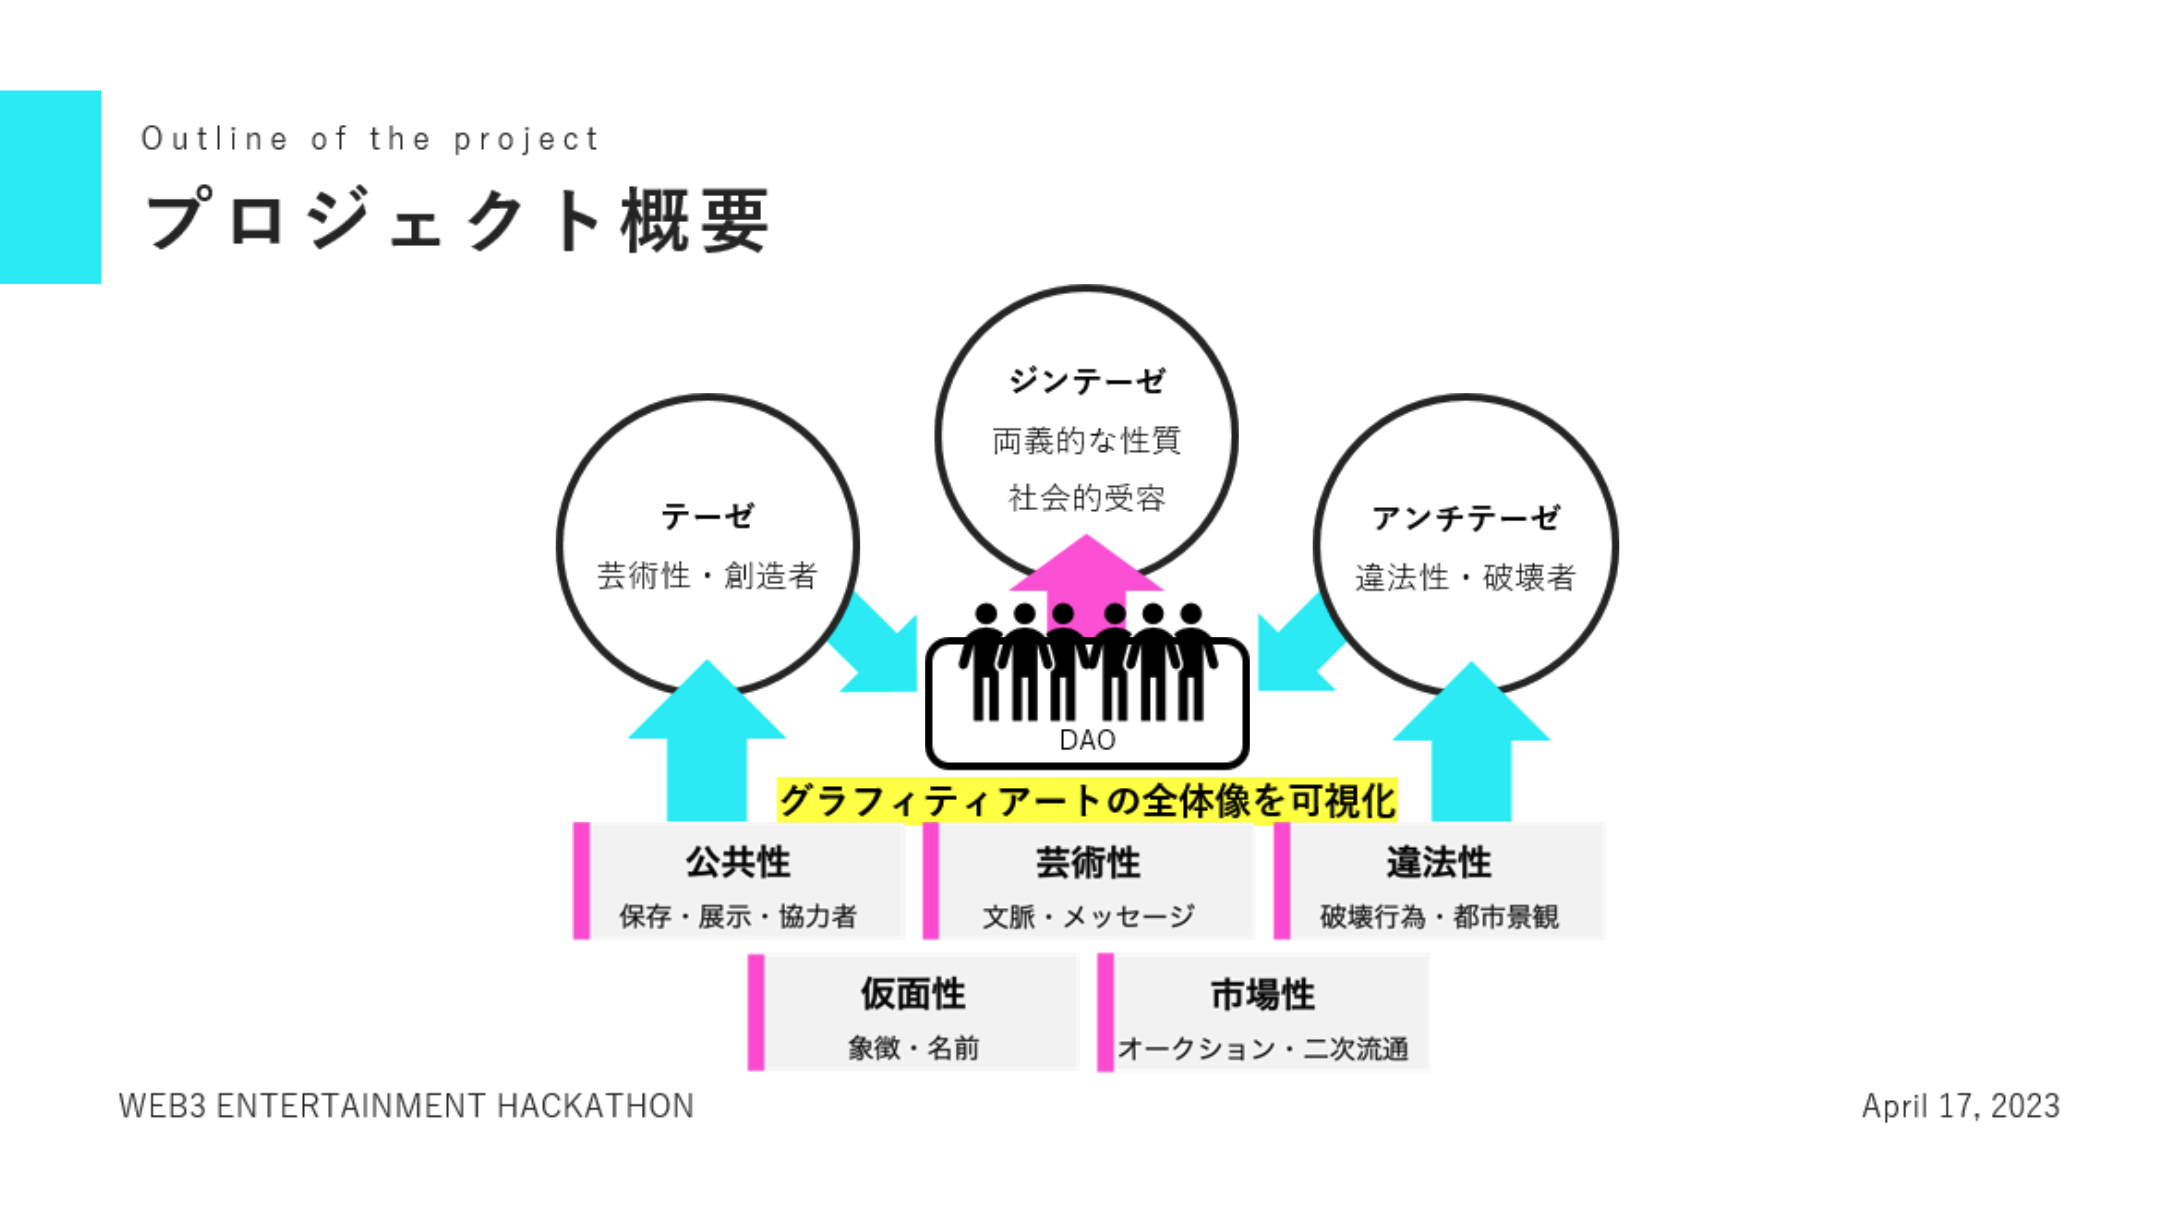 Outline of the project
プロジェクト概要
ジンテーゼ
両義的な性質
社会的受容
テーゼ
芸術性・創造者
アンチテーゼ
違法性・破壊者
DAO
グラフィティアートの全体像を可視化
公共性
保存・展示・協力者
芸術性
文脈・メッセージ
違法性
破壊行為・都市景観
仮面性
象徴・名前
市場性
オークション・二次流通
WEB3 ENTERTAINMENT HACKATHON
April 17, 2023